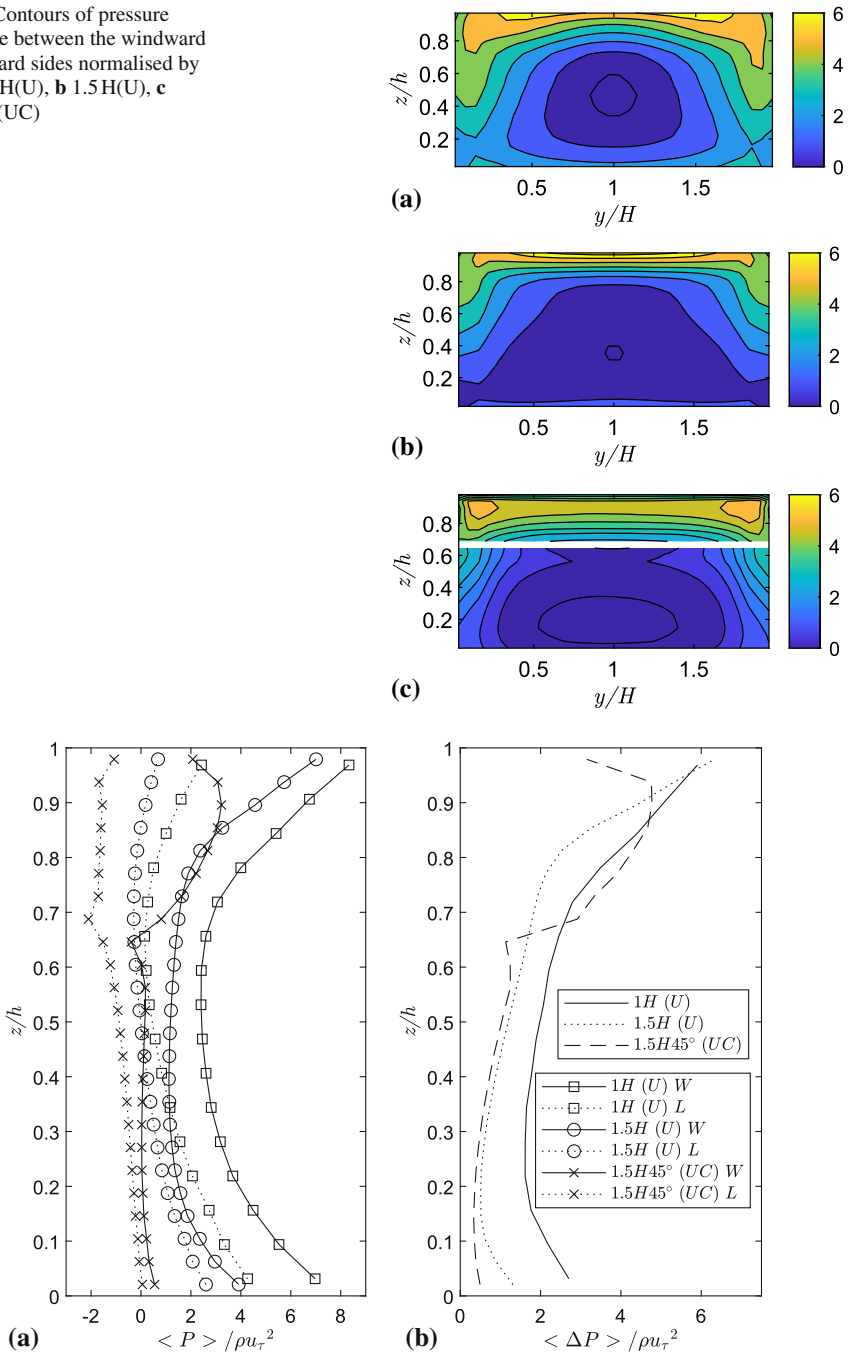 Contours of pressure
e between the windward
ard sides normalised by
H(U), b 1.5 H(U), c
(UC)
z/h
0.8
0.6
0.4
0.2
0.5
1
1.5
y/H
6
4
2
0
(a)
z/h
0.8
0.6
0.4
0.2
0.5
1
1.5
y/H
6
4
2
0
(b)
z/h
0.8
0.6
0.4
0.2
0.5
1
1.5
y/H
6
4
2
0
(c)
1
0.9
0.8
0.7
0.6
0.5
0.4
0.3
0.2
0.1
0
z/h
-2
0
2
4
6
8
(a)
< P > /ρuτ²
1
0.9
0.8
0.7
0.6
0.5
0.4
0.3
0.2
0.1
0
z/h
1H (U)
1.5H (U)
1.5H45° (UC)
1H (U) W
1H (U) L
1.5H (U) W
1.5H (U) L
1.5H45° (UC) W
1.5H45° (UC) L
0
2
4
6
(b)
< ΔP > /ρuτ²